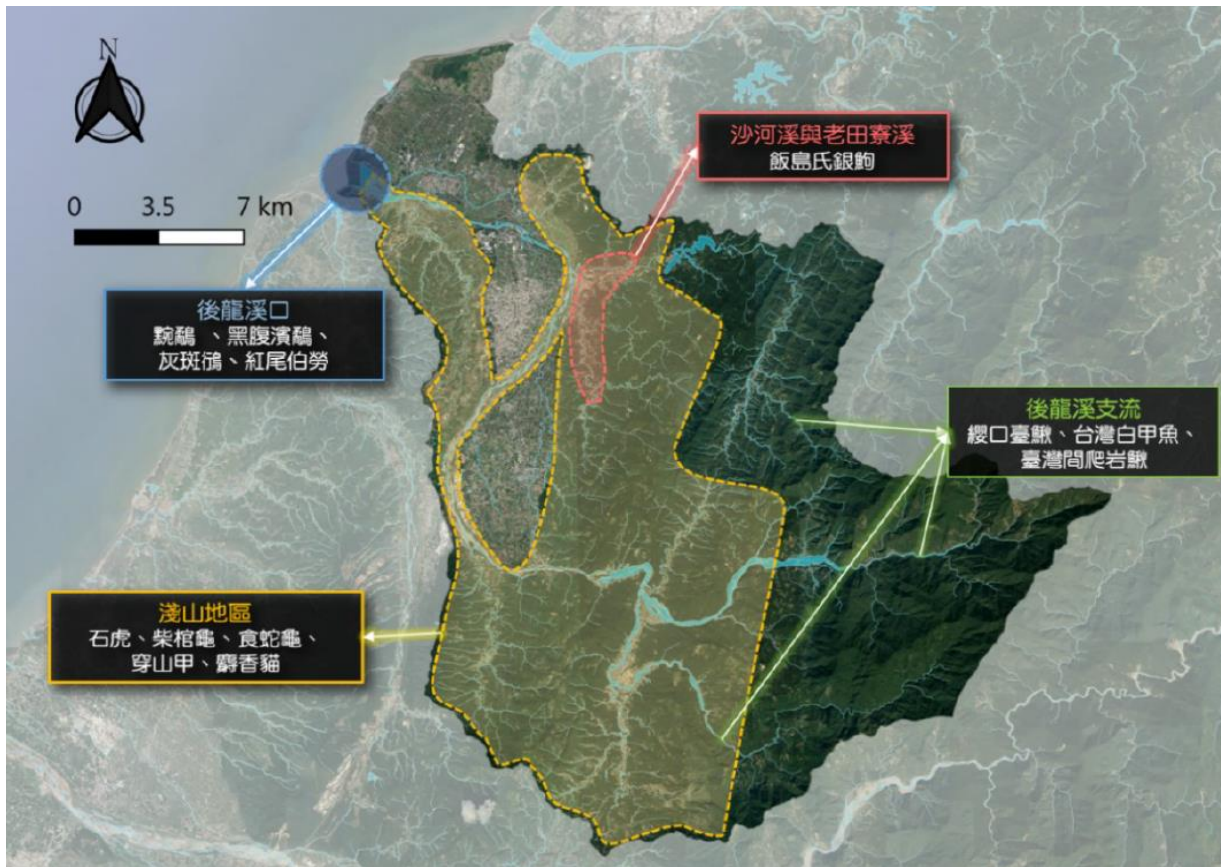 N
0 3.5 7 km
沙河溪與老田寮溪
飯島氏銀鮈
後龍溪口
黦鷸、黑腹濱鷸、
灰斑鴴、紅尾伯勞
後龍溪支流
纓口臺鰍、台灣白甲魚、
臺灣間爬岩鰍
淺山地區
石虎、柴棺龜、食蛇龜、
穿山甲、麝香貓